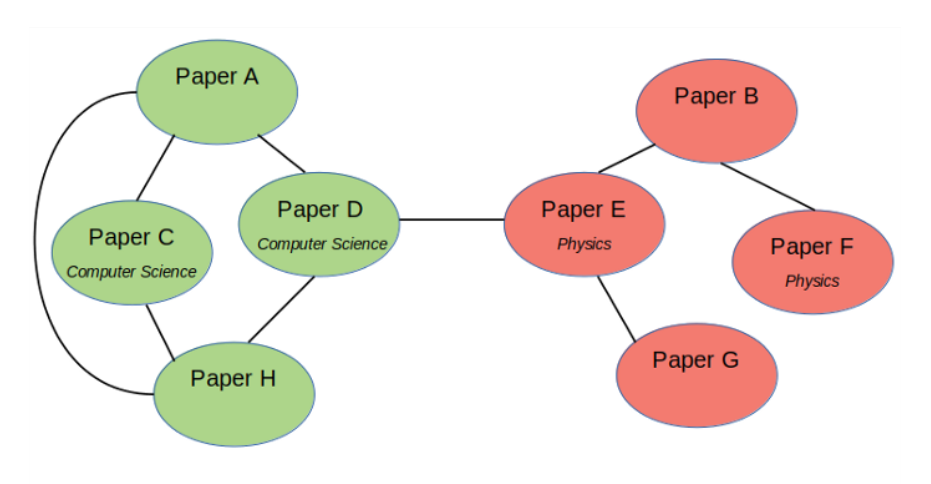 Paper A
Paper B
Paper C
Computer Science
Paper D
Computer Science
Paper E
Physics
Paper F
Physics
Paper G
Paper H